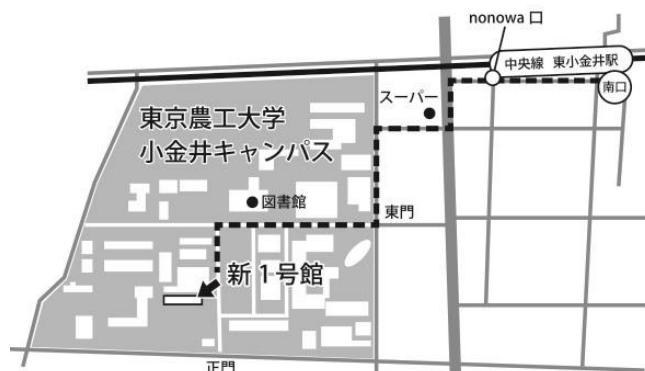 nonowa 口
中央線 東小金井駅
南口
スーパー
東京農工大学
小金井キャンパス
図書館
東門
新1号館
正門